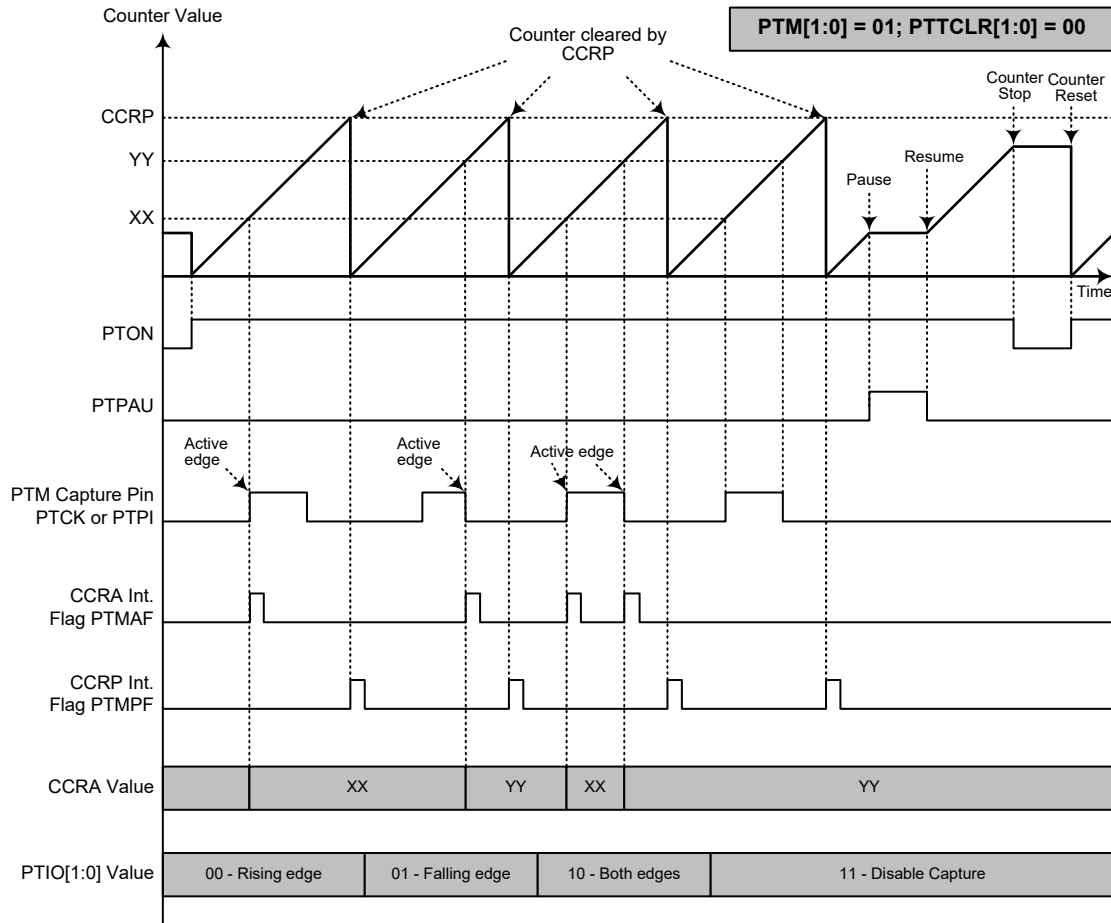 Counter Value
PTM[1:0] = 01; PTTCLR[1:0] = 00
Counter cleared by
CCRP
Counter
Stop
Counter
Reset
CCRP
YY
XX
Pause
Resume
Time
PTON
PTPAU
Active
edge
Active
edge
Active edge
PTM Capture Pin
PTCK or PTPI
CCRA Int.
Flag PTMAF
CCRP Int.
Flag PTMPF
CCRA Value
XX
YY
XX
YY
PTIO[1:0] Value
00 - Rising edge
01 - Falling edge
10 - Both edges
11 - Disable Capture